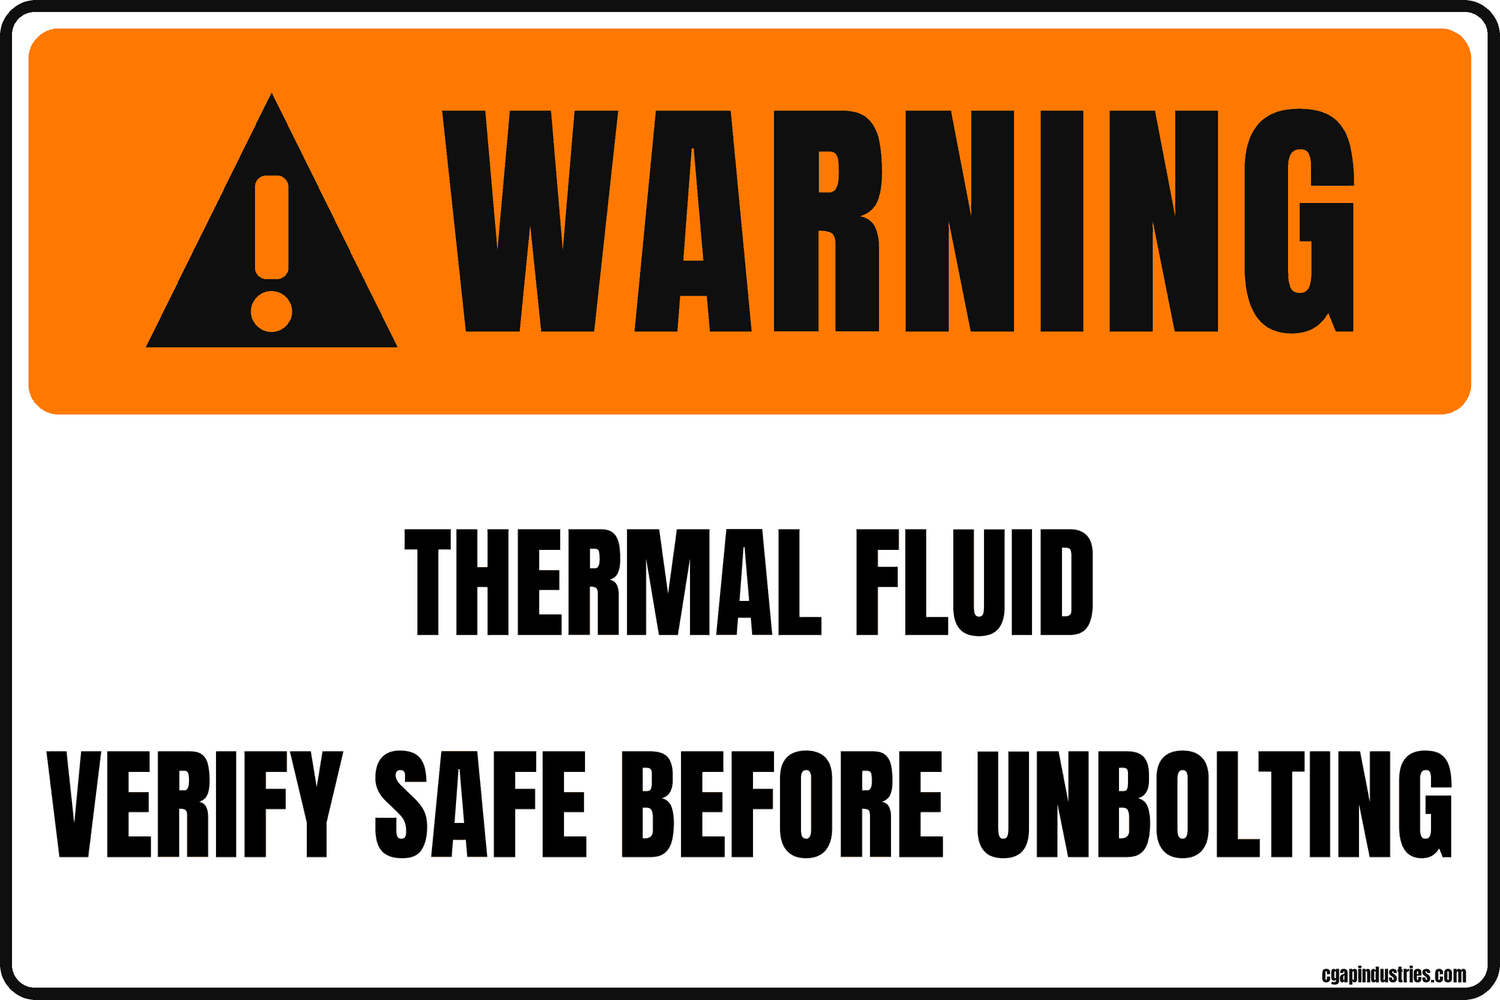 WARNING
THERMAL FLUID
VERIFY SAFE BEFORE UNBOLTING
cgapindustries.com